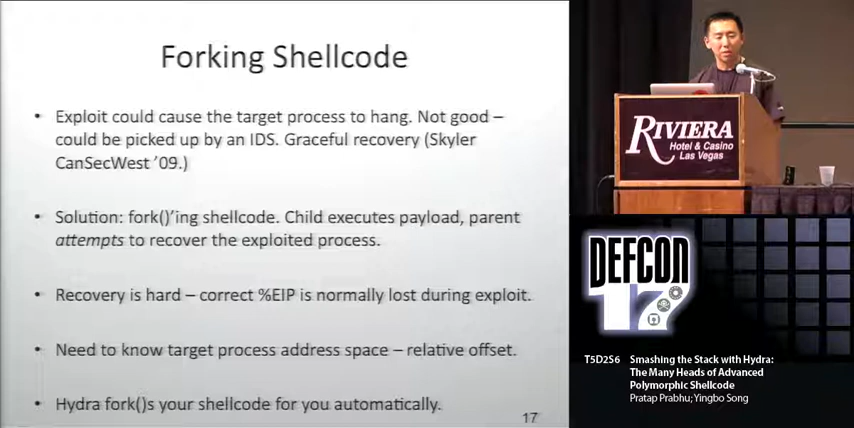 Forking Shellcode
• Exploit could cause the target process to hang. Not good –
could be picked up by an IDS. Graceful recovery (Skyler
CanSecWest ’09.)
• Solution: fork()’ing shellcode. Child executes payload, parent
attempts to recover the exploited process.
• Recovery is hard – correct %EIP is normally lost during exploit.
• Need to know target process address space – relative offset.
• Hydra fork()s your shellcode for you automatically.
17
RIVIERA
Hotel & Casino
Las Vegas
DEFCON
17
T5D2S6 Smashing the Stack with Hydra:
The Many Heads of Advanced
Polymorphic Shellcode
Pratap Prabhu; Yingbo Song